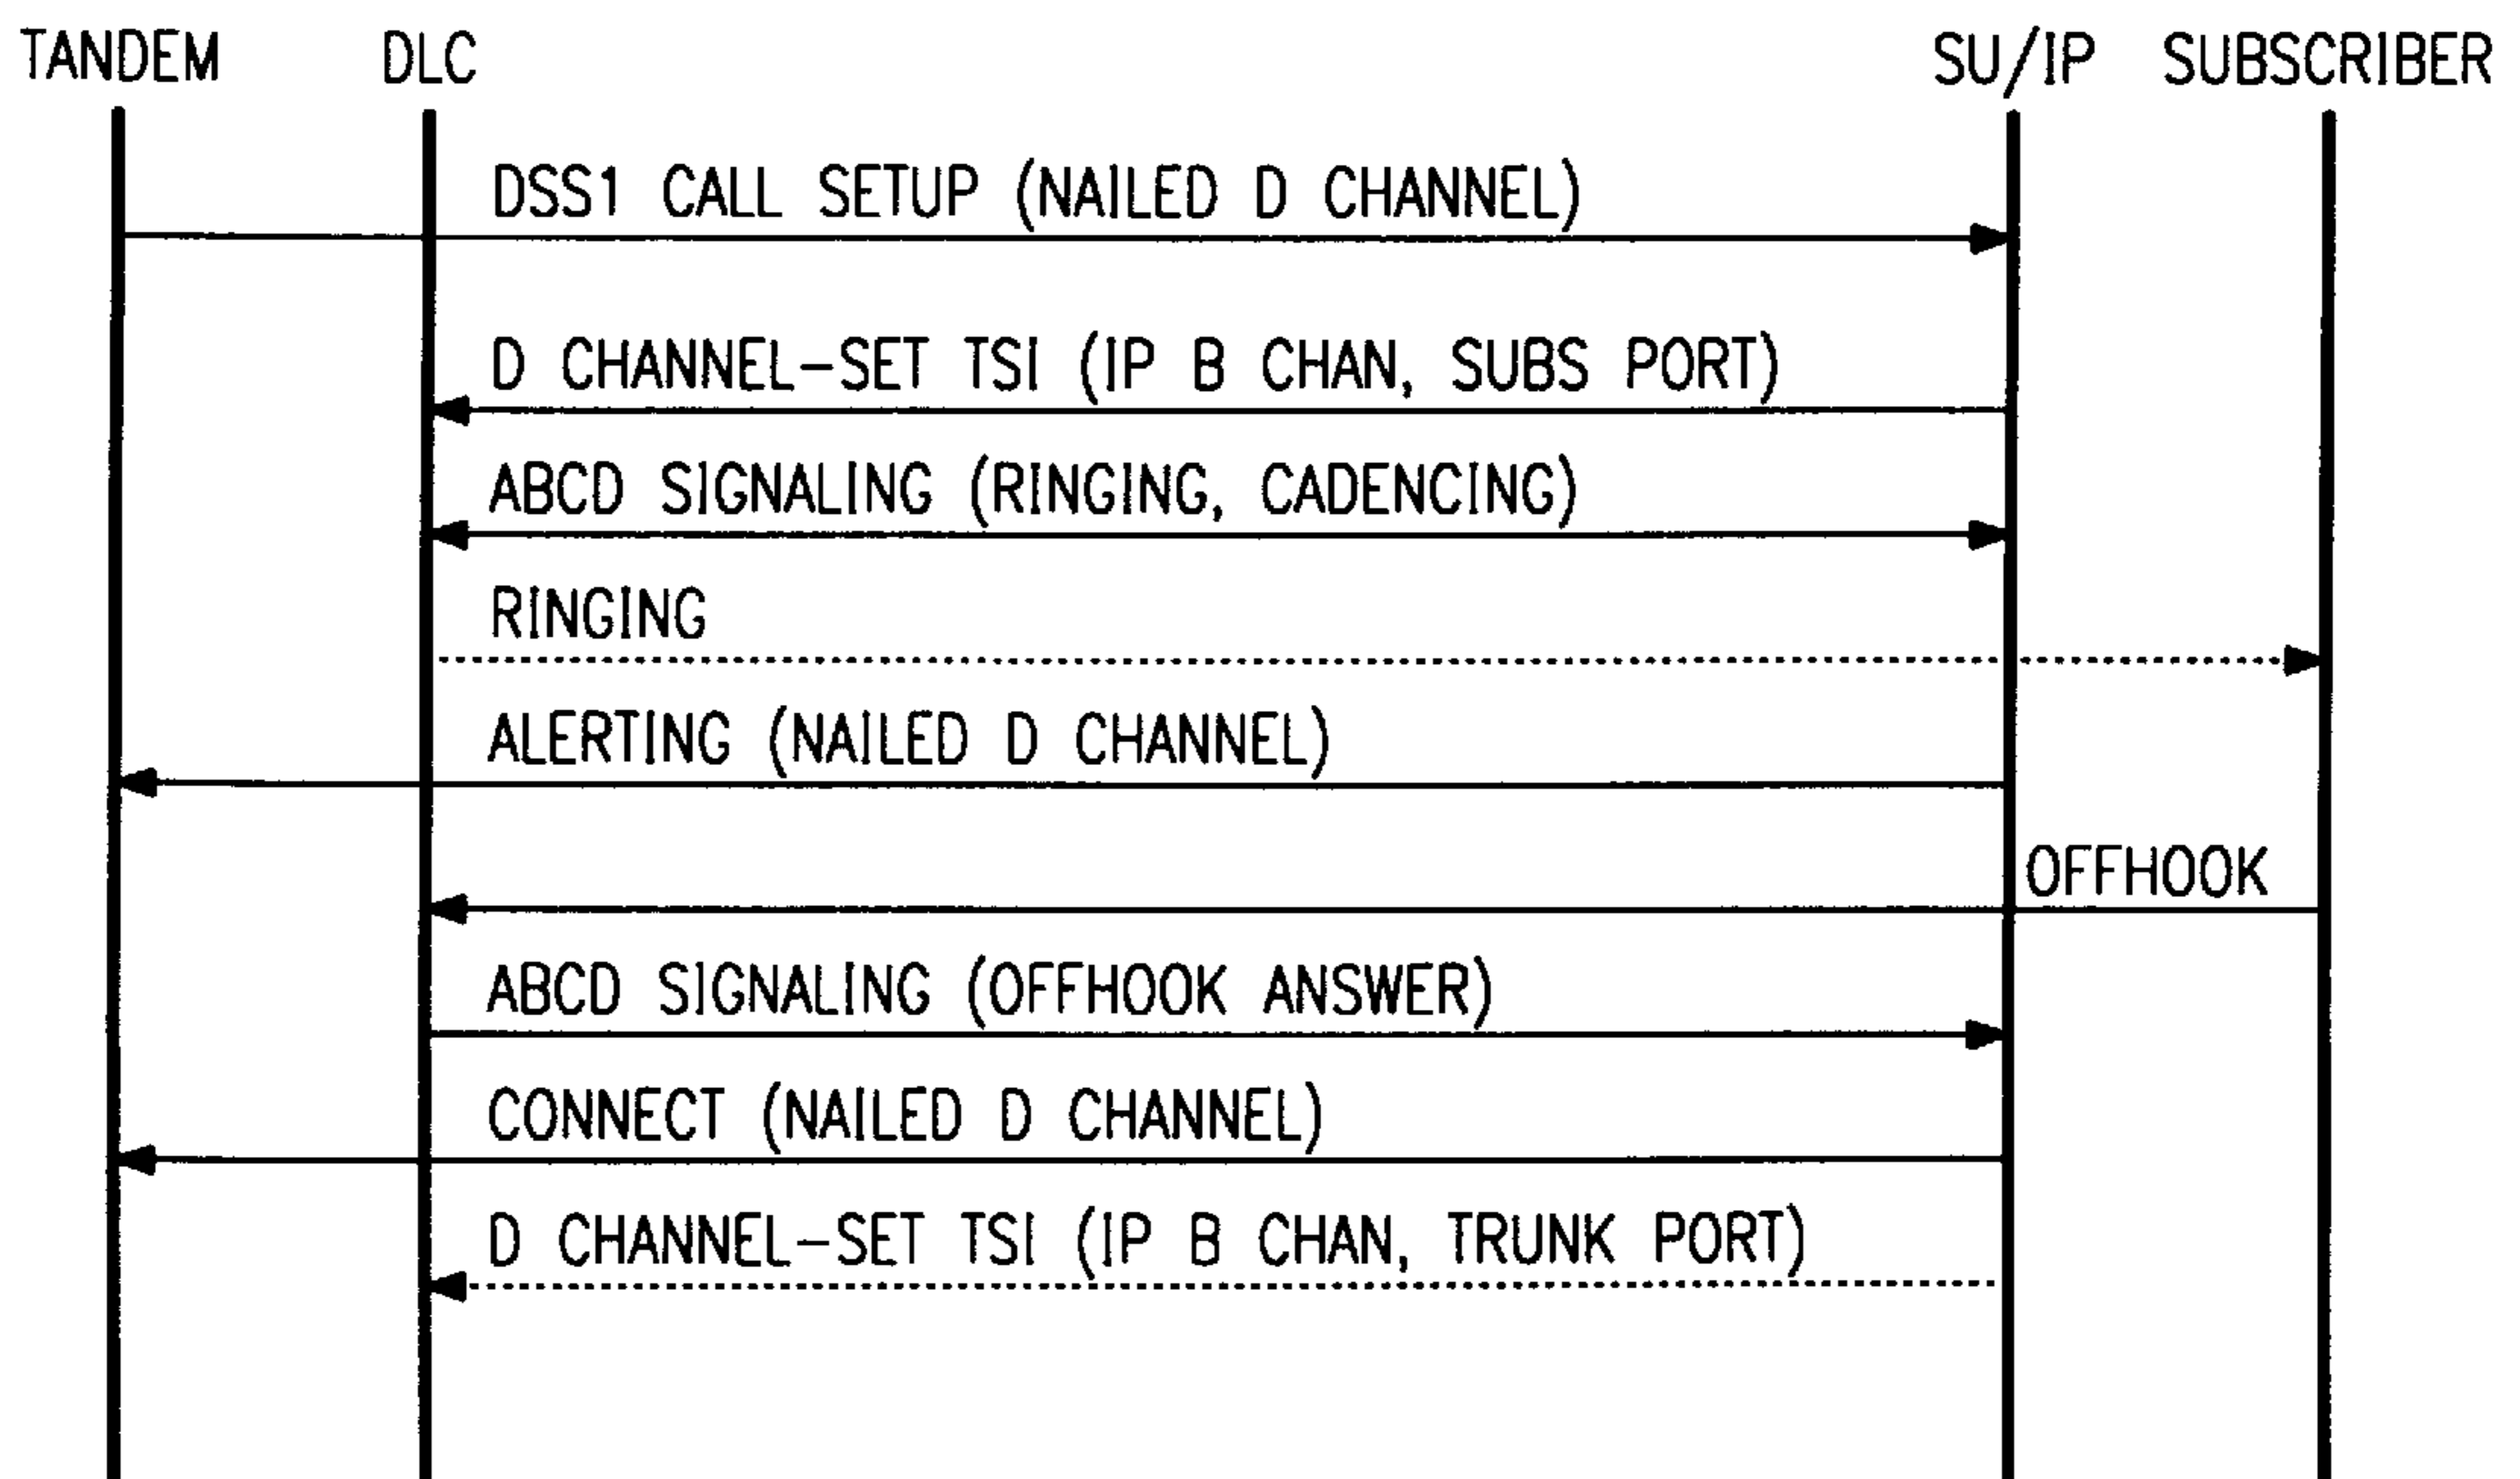 TANDEM DLC SU/IP SUBSCRIBER
DSS1 CALL SETUP (NAILED D CHANNEL)
D CHANNEL-SET TSI (IP B CHAN, SUBS PORT)
ABCD SIGNALING (RINGING, CADENCING)
RINGING
ALERTING (NAILED D CHANNEL)
OFFHOOK
ABCD SIGNALING (OFFHOOK ANSWER)
CONNECT (NAILED D CHANNEL)
D CHANNEL-SET TSI (IP B CHAN, TRUNK PORT)